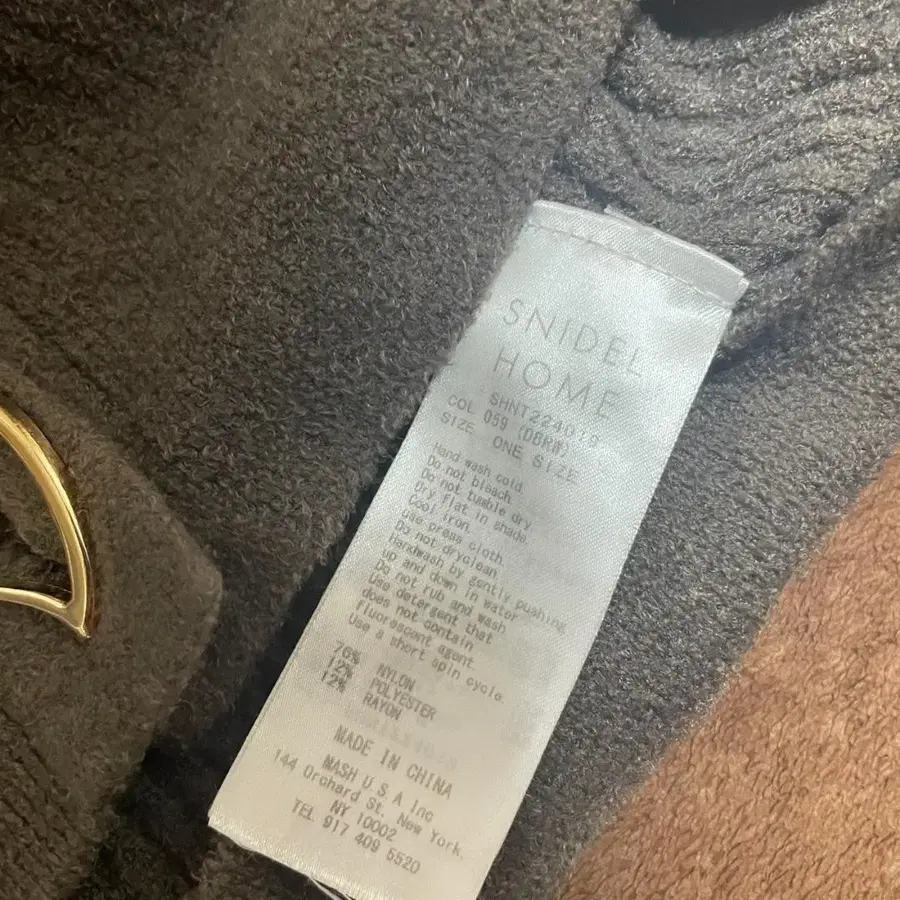 SNIDEL
HOME
SHNT224019
COL 059 (DBR
SIZE ONE SIZE
Hand wash cold.
Do not bleach.
Do not tumble dry.
Dry flat in shade.
Cool iron.
use press cloth
Do not dryclean
Handwash by gently pushing
up and down in water
Do not rub and wash
Use detergent that
does not contain
fluorescent agent.
Use a short spin cycle.
76% NYLON
12% POLYESTER
12% RAYON
MADE IN CHINA
MASH U S A Inc
144 Orchard St. New York.
NY 10002
TEL 917 409 5520